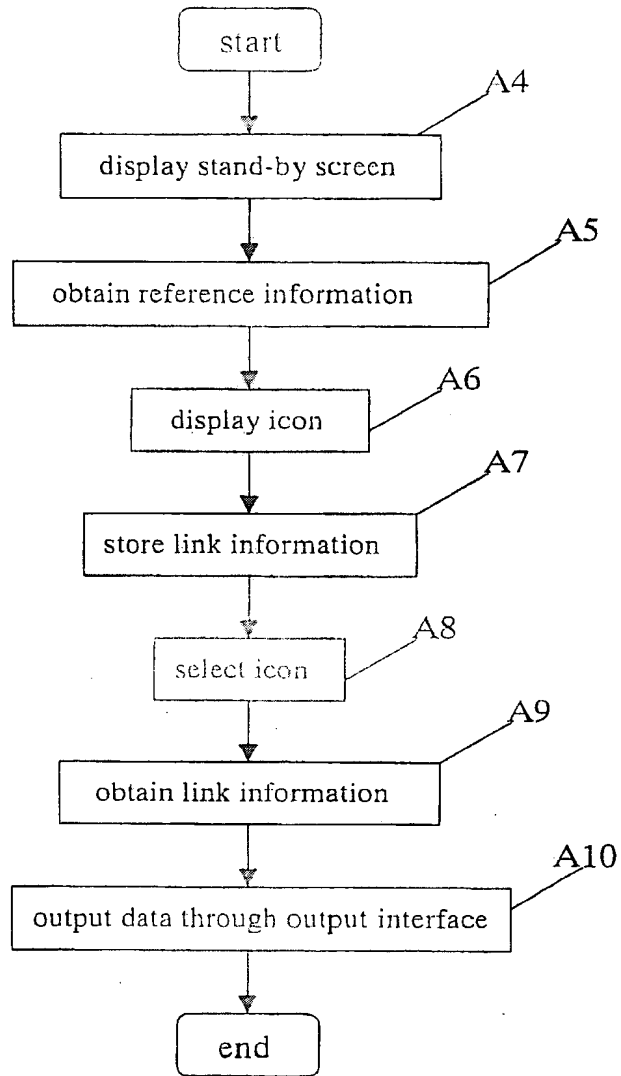 start
A4
display stand-by screen
A5
obtain reference information
A6
display icon
A7
store link information
A8
select icon
A9
obtain link information
A10
output data through output interface
end